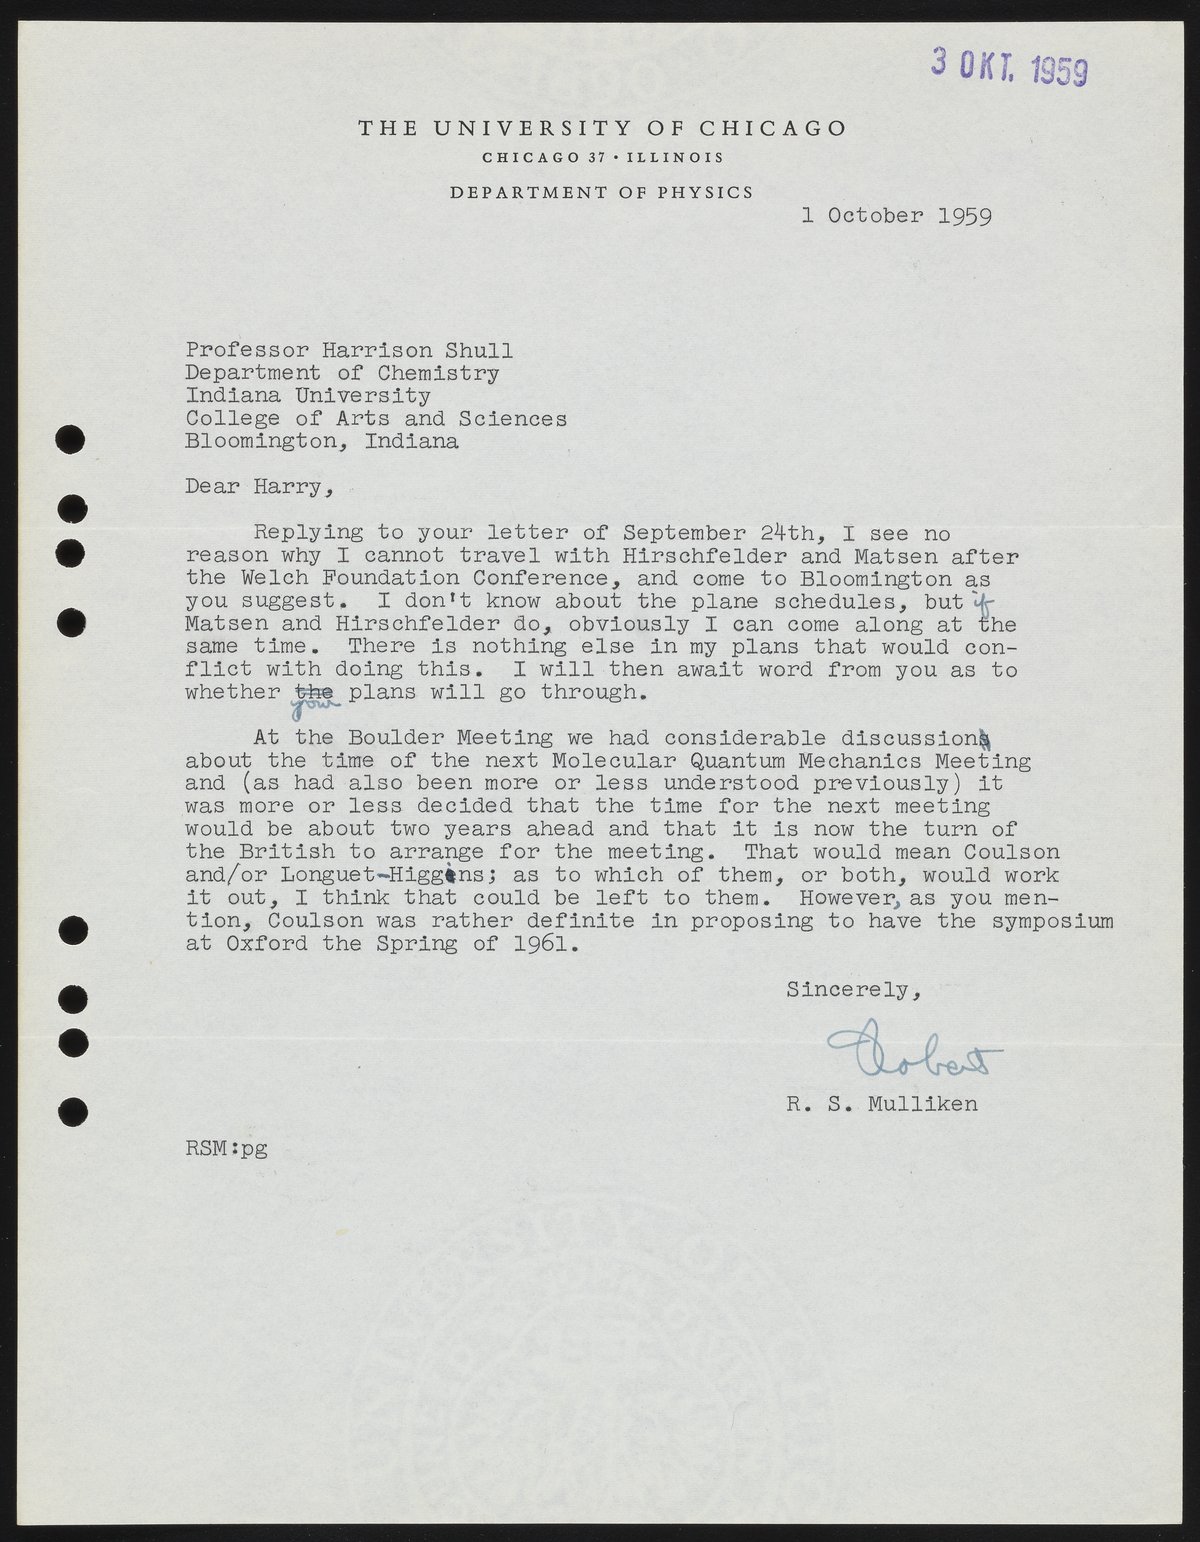 3 OKT. 1959
THE UNIVERSITY OF CHICAGO
CHICAGO 37 • ILLINOIS
DEPARTMENT OF PHYSICS
1 October 1959
Professor Harrison Shull
Department of Chemistry
Indiana University
College of Arts and Sciences
Bloomington, Indiana
Dear Harry,
Replying to your letter of September 24th, I see no
reason why I cannot travel with Hirschfelder and Matsen after
the Welch Foundation Conference, and come to Bloomington as
you suggest. I don't know about the plane schedules, but if
Matsen and Hirschfelder do, obviously I can come along at the
same time. There is nothing else in my plans that would con-
flict with doing this. I will then await word from you as to
whether the your plans will go through.
At the Boulder Meeting we had considerable discussion
about the time of the next Molecular Quantum Mechanics Meeting
and (as had also been more or less understood previously) it
was more or less decided that the time for the next meeting
would be about two years ahead and that it is now the turn of
the British to arrange for the meeting. That would mean Coulson
and/or Longuet-Higgins; as to which of them, or both, would work
it out, I think that could be left to them. However, as you men-
tion, Coulson was rather definite in proposing to have the symposium
at Oxford the Spring of 1961.
Sincerely,
Robert
R. S. Mulliken
RSM:pg